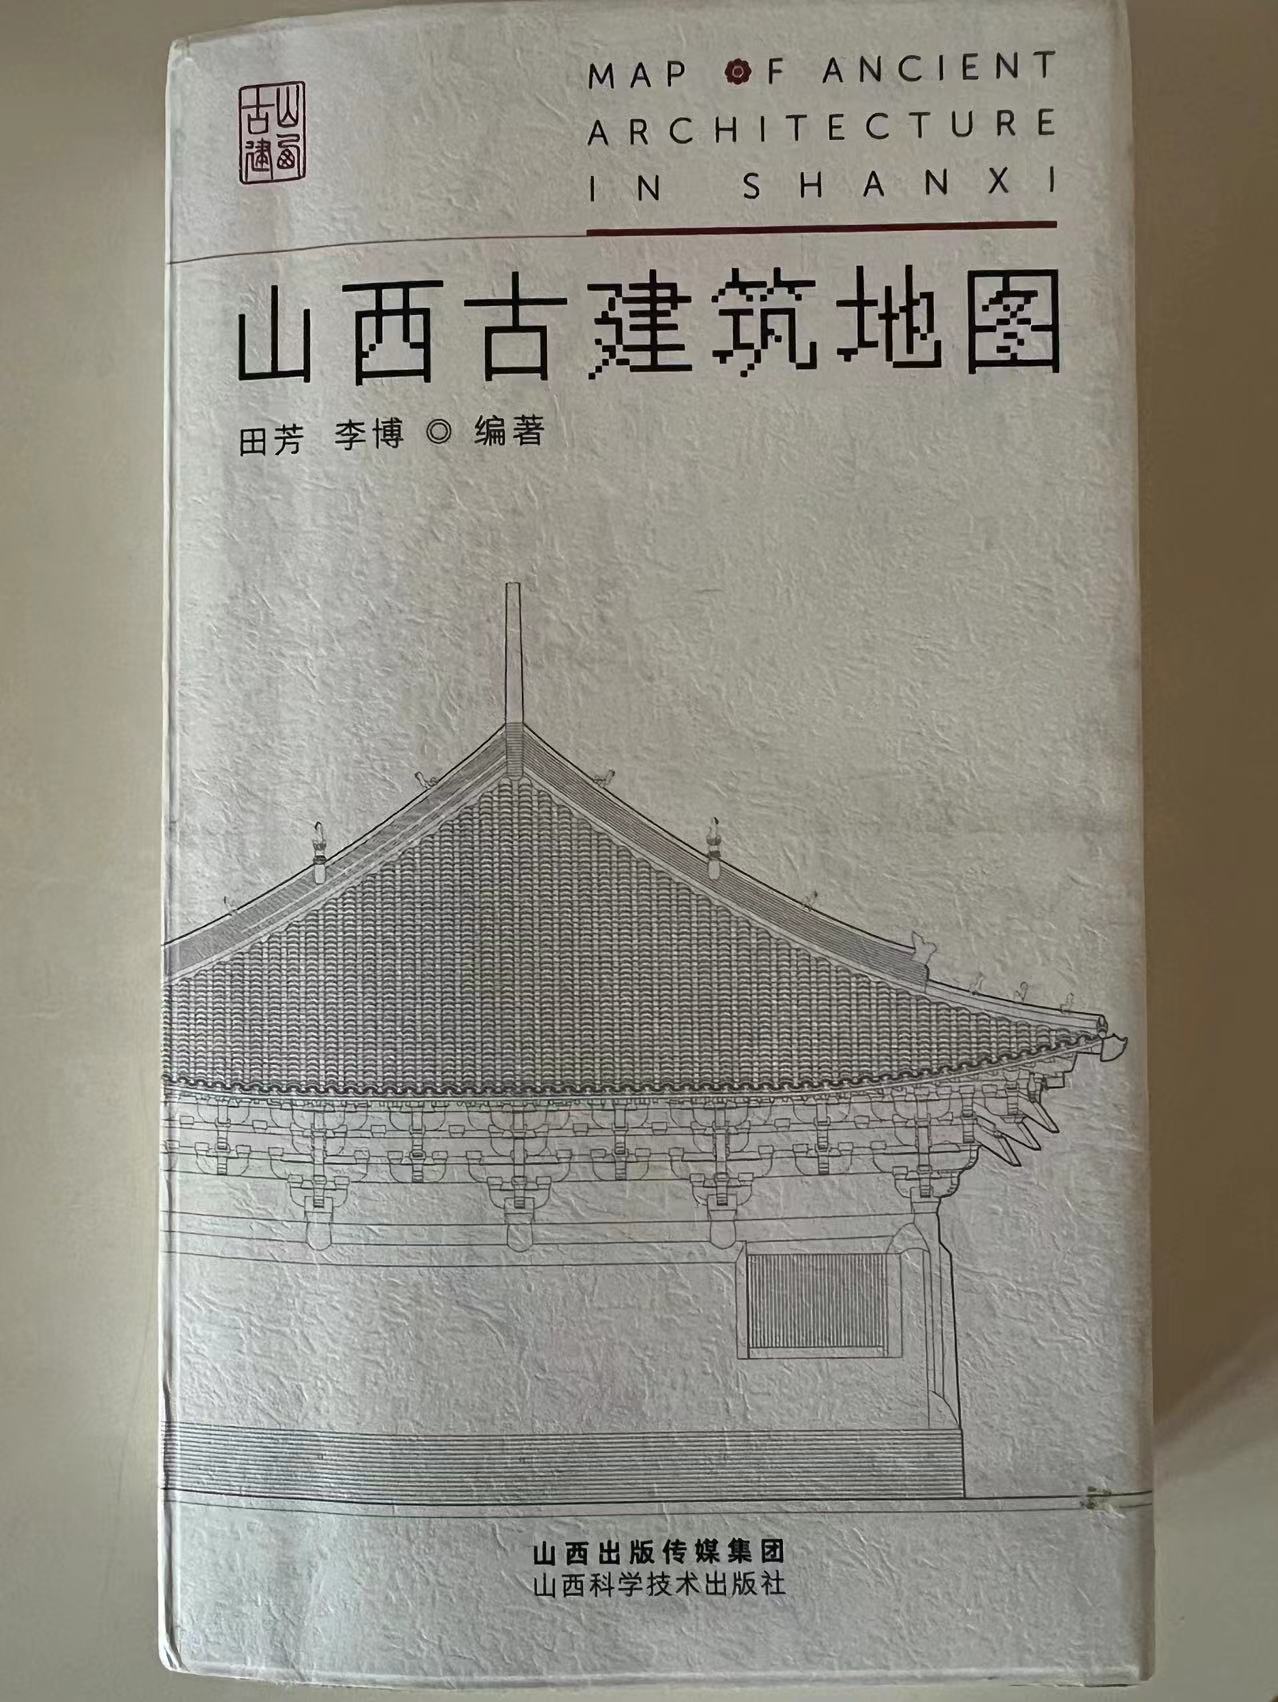 山西古建
MAP OF ANCIENT
ARCHITECTURE
IN SHANXI
山西古建筑地图
田芳 李博 ◎ 编著
山西出版传媒集团
山西科学技术出版社